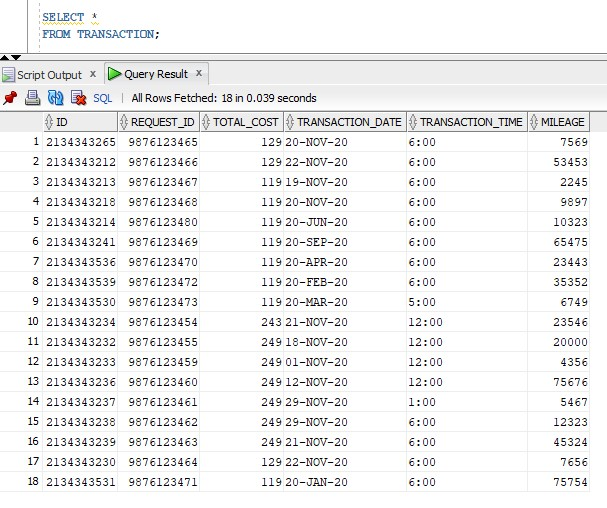 SELECT *
FROM TRANSACTION;
Script Output x Query Result x
SQL | All Rows Fetched: 18 in 0.039 seconds
ID REQUEST_ID TOTAL_COST TRANSACTION_DATE TRANSACTION_TIME MILEAGE
1 2134343265 9876123465 129 20-NOV-20 6:00 7569
2 2134343212 9876123466 129 22-NOV-20 6:00 53453
3 2134343213 9876123467 119 19-NOV-20 6:00 2245
4 2134343218 9876123468 119 20-NOV-20 6:00 9897
5 2134343214 9876123480 119 20-JUN-20 6:00 10323
6 2134343241 9876123469 119 20-SEP-20 6:00 65475
7 2134343536 9876123470 119 20-APR-20 6:00 23443
8 2134343539 9876123472 119 20-FEB-20 6:00 35352
9 2134343530 9876123473 119 20-MAR-20 5:00 6749
10 2134343234 9876123454 243 21-NOV-20 12:00 23546
11 2134343232 9876123455 249 18-NOV-20 12:00 20000
12 2134343233 9876123459 249 01-NOV-20 12:00 4356
13 2134343236 9876123460 249 12-NOV-20 12:00 75676
14 2134343237 9876123461 249 29-NOV-20 1:00 5467
15 2134343238 9876123462 249 29-NOV-20 6:00 12323
16 2134343239 9876123463 249 21-NOV-20 6:00 45324
17 2134343230 9876123464 129 22-NOV-20 6:00 7656
18 2134343531 9876123471 119 20-JAN-20 6:00 75754